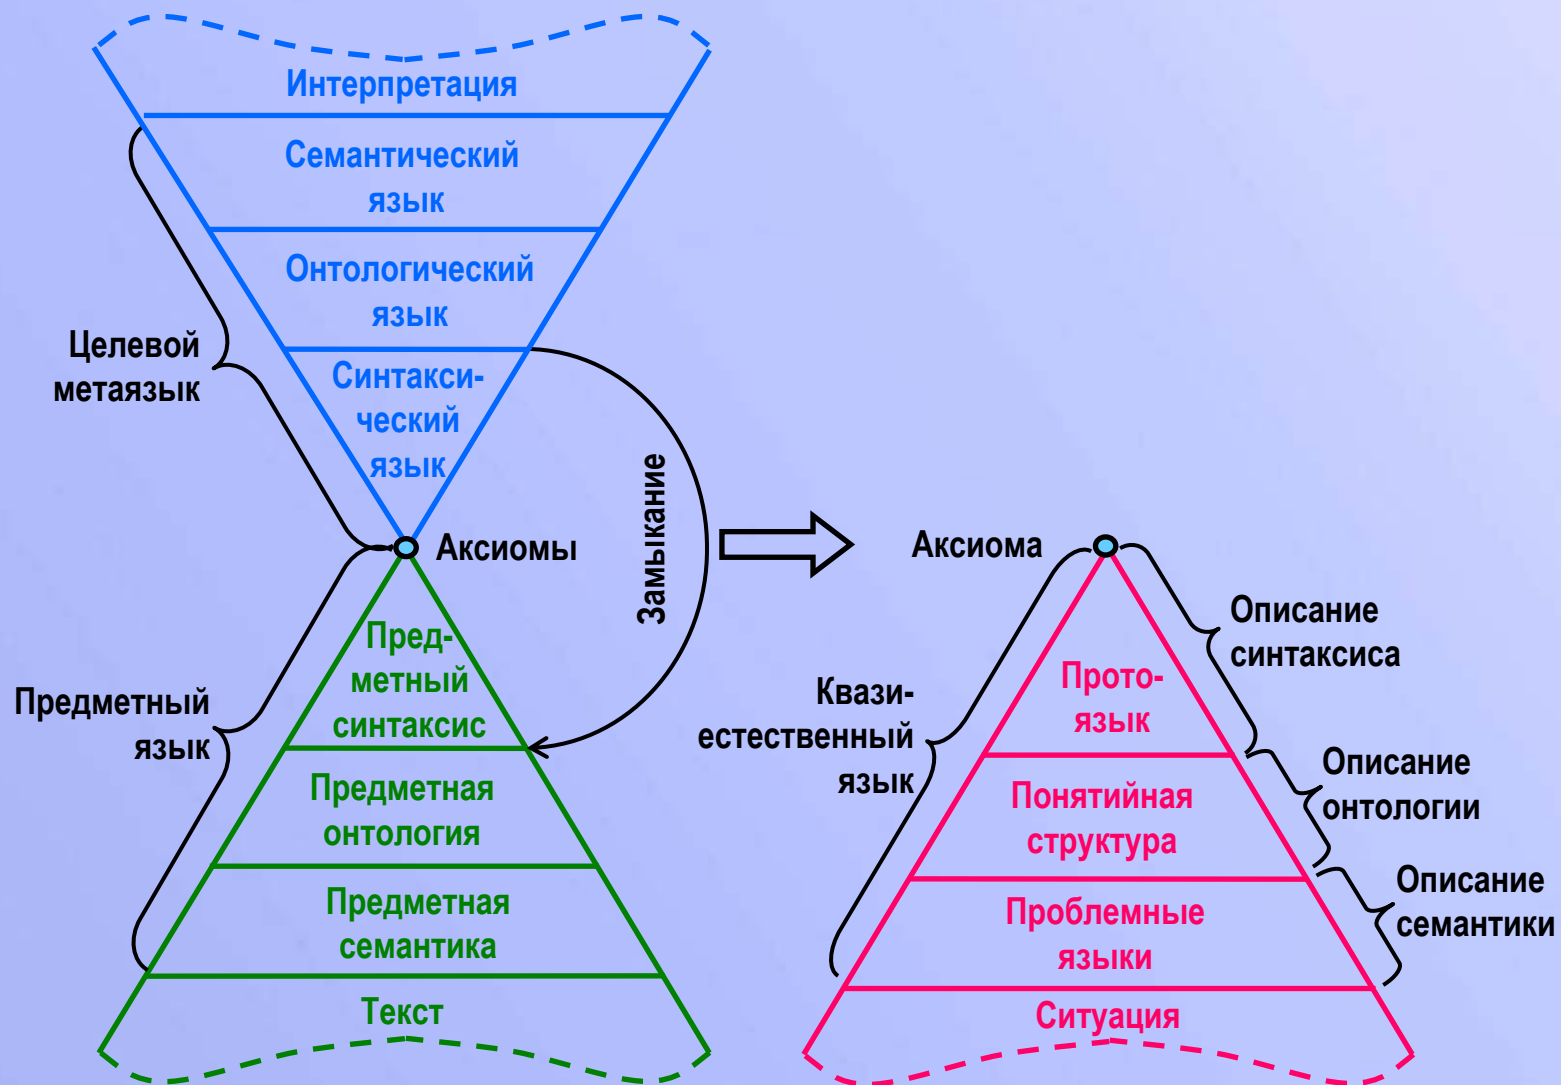 Интерпретация
Семантический
язык
Онтологический
язык
Целевой
метаязык
Синтакси-
ческий
язык
Замыкание
Аксиомы
Предметный
язык
Пред-
метный
синтаксис
Предметная
онтология
Предметная
семантика
Текст
Аксиома
Описание
синтаксиса
Квази-
естественный
язык
Прото-
язык
Описание
онтологии
Понятийная
структура
Описание
семантики
Проблемные
языки
Ситуация